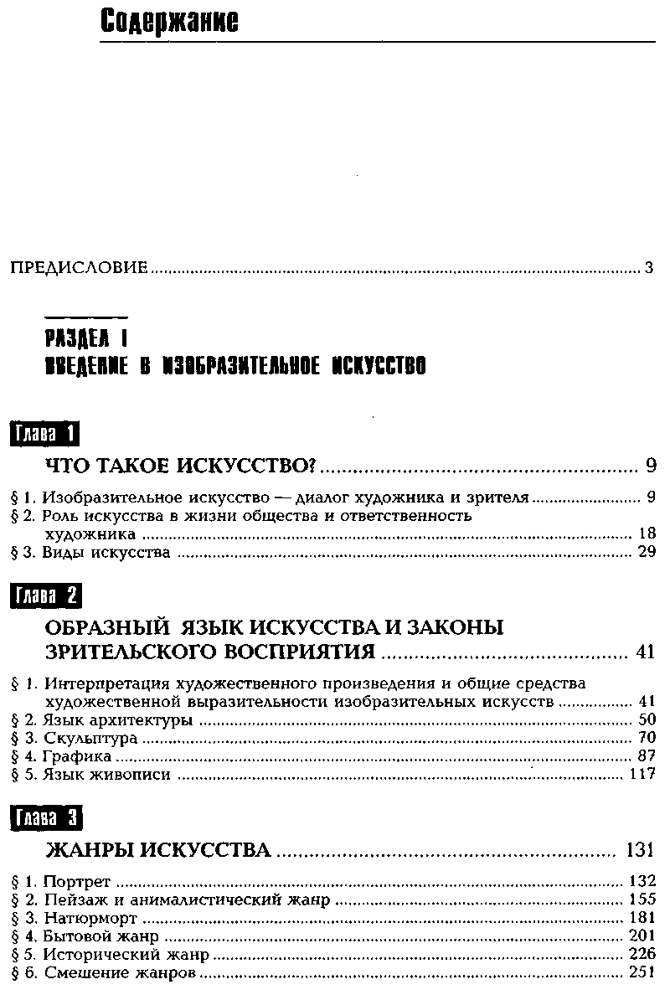 Содержание
ПРЕДИСЛОВИЕ 3
РАЗДЕЛ I
ВВЕДЕНИЕ В ИЗОБРАЗИТЕЛЬНОЕ ИСКУССТВО
Глава 1
ЧТО ТАКОЕ ИСКУССТВО? 9
§ 1. Изобразительное искусство — диалог художника и зрителя 9
§ 2. Роль искусства в жизни общества и ответственность
художника 18
§ 3. Виды искусства 29
Глава 2
ОБРАЗНЫЙ ЯЗЫК ИСКУССТВА И ЗАКОНЫ
ЗРИТЕЛЬСКОГО ВОСПРИЯТИЯ 41
§ 1. Интерпретация художественного произведения и общие средства
художественной выразительности изобразительных искусств 41
§ 2. Язык архитектуры 50
§ 3. Скульптура 70
§ 4. Графика 87
§ 5. Язык живописи 117
Глава 3
ЖАНРЫ ИСКУССТВА 131
§ 1. Портрет 132
§ 2. Пейзаж и анималистический жанр 155
§ 3. Натюрморт 181
§ 4. Бытовой жанр 201
§ 5. Исторический жанр 226
§ 6. Смешение жанров 251